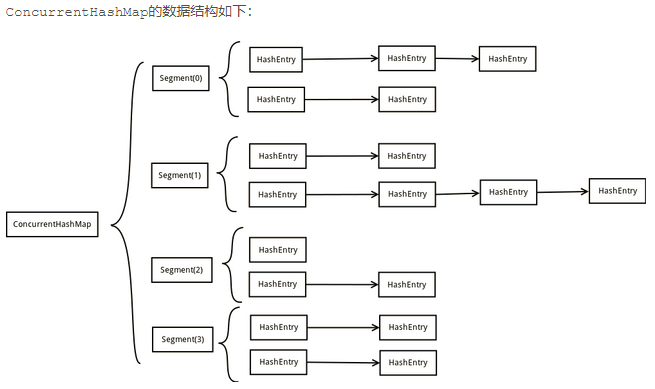 ConcurrentHashMap的数据结构如下：
HashEntry HashEntry HashEntry
Segment(0)
HashEntry HashEntry
HashEntry HashEntry
Segment(1)
HashEntry HashEntry HashEntry HashEntry
ConcurrentHashMap
HashEntry
Segment(2)
HashEntry HashEntry
HashEntry HashEntry
Segment(3)
HashEntry HashEntry